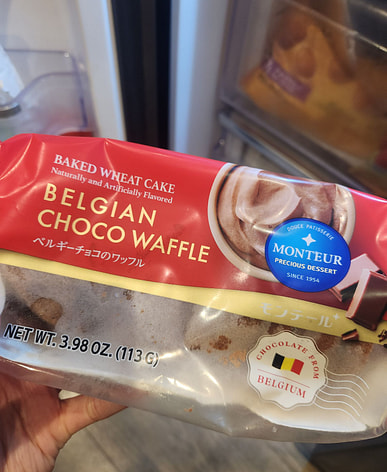 BAKED WHEAT CAKE
Naturally and Artificially Flavored
BELGIAN
CHOCO WAFFLE
ベルギーチョコのワッフル
DOUCE PATISSERIE
MONTEUR
PRECIOUS DESSERT
SINCE 1954
モンテール
NET WT. 3.98 OZ. (113 G)
CHOCOLATE FROM
BELGIUM